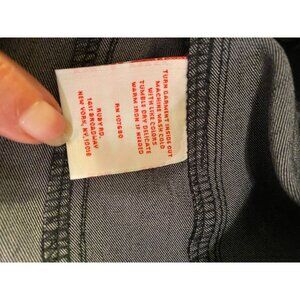 TURN GARMENT INSIDE OUT
MACHINE WASH COLD
WITH LIKE COLORS
TUMBLE DRY DELICATE
WARM IRON IF NEEDED
RN 101680
RUBY RD.
1411 BROADWAY
NEW YORK, NY. 10018